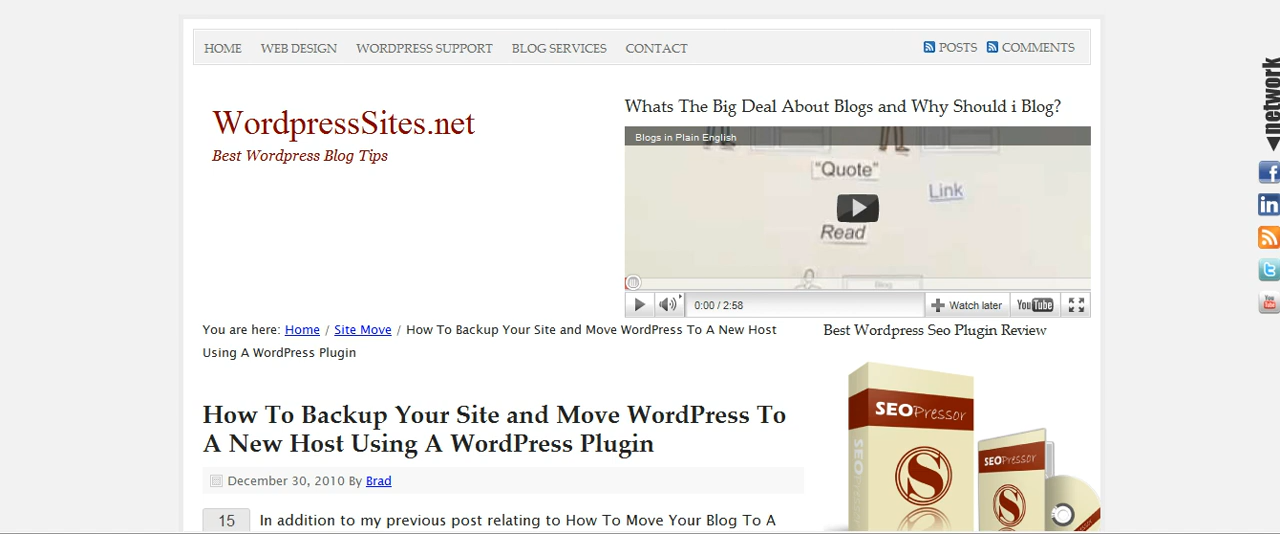 HOME WEB DESIGN WORDPRESS SUPPORT BLOG SERVICES CONTACT POSTS COMMENTS
network
WordpressSites.net
Best Wordpress Blog Tips
Whats The Big Deal About Blogs and Why Should i Blog?
Blogs in Plain English
"Quote"
Link
Read
Blog
0:00 / 2:58 Watch later YouTube
You are here: Home / Site Move / How To Backup Your Site and Move WordPress To A New Host
Using A WordPress Plugin
Best Wordpress Seo Plugin Review
How To Backup Your Site and Move WordPress To
A New Host Using A WordPress Plugin
December 30, 2010 By Brad
15
In addition to my previous post relating to How To Move Your Blog To A
SEOPressor
SEO
S
SEOPressor
S
f
in
t
You